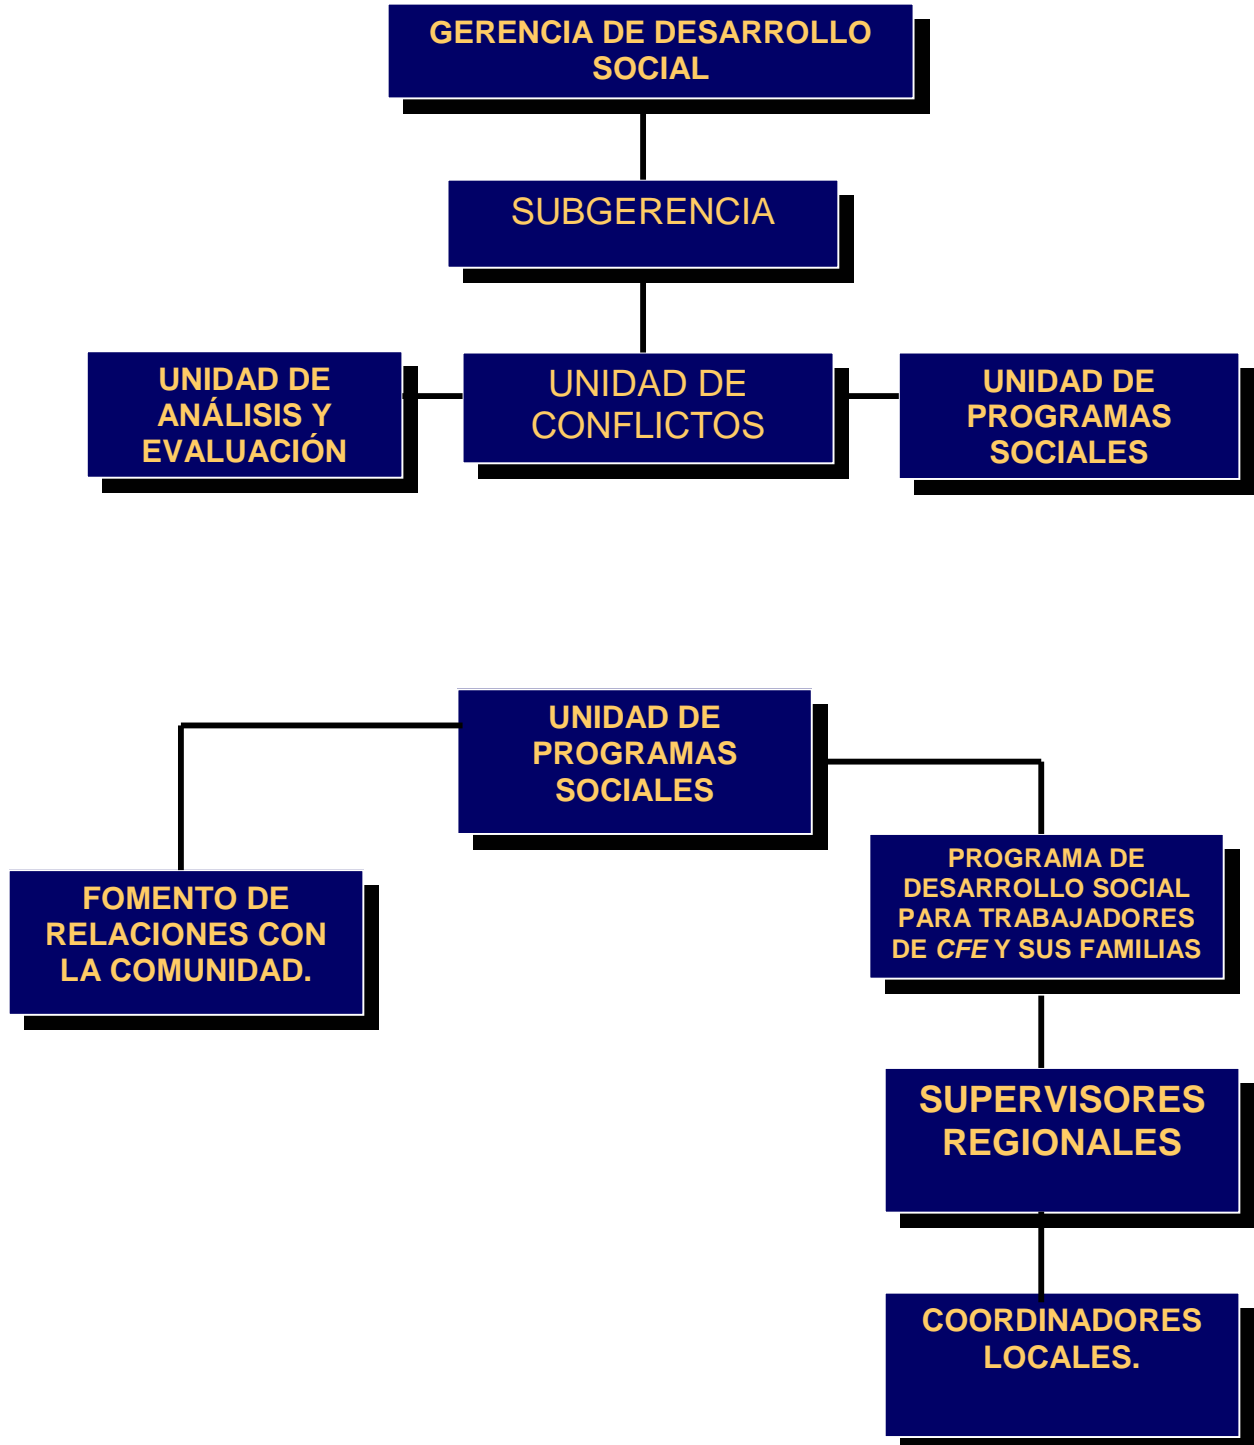 GERENCIA DE DESARROLLO
SOCIAL
SUBGERENCIA
UNIDAD DE
ANÁLISIS Y
EVALUACIÓN
UNIDAD DE
CONFLICTOS
UNIDAD DE
PROGRAMAS
SOCIALES
UNIDAD DE
PROGRAMAS
SOCIALES
FOMENTO DE
RELACIONES CON
LA COMUNIDAD.
PROGRAMA DE
DESARROLLO SOCIAL
PARA TRABAJADORES
DE CFE Y SUS FAMILIAS
SUPERVISORES
REGIONALES
COORDINADORES
LOCALES.